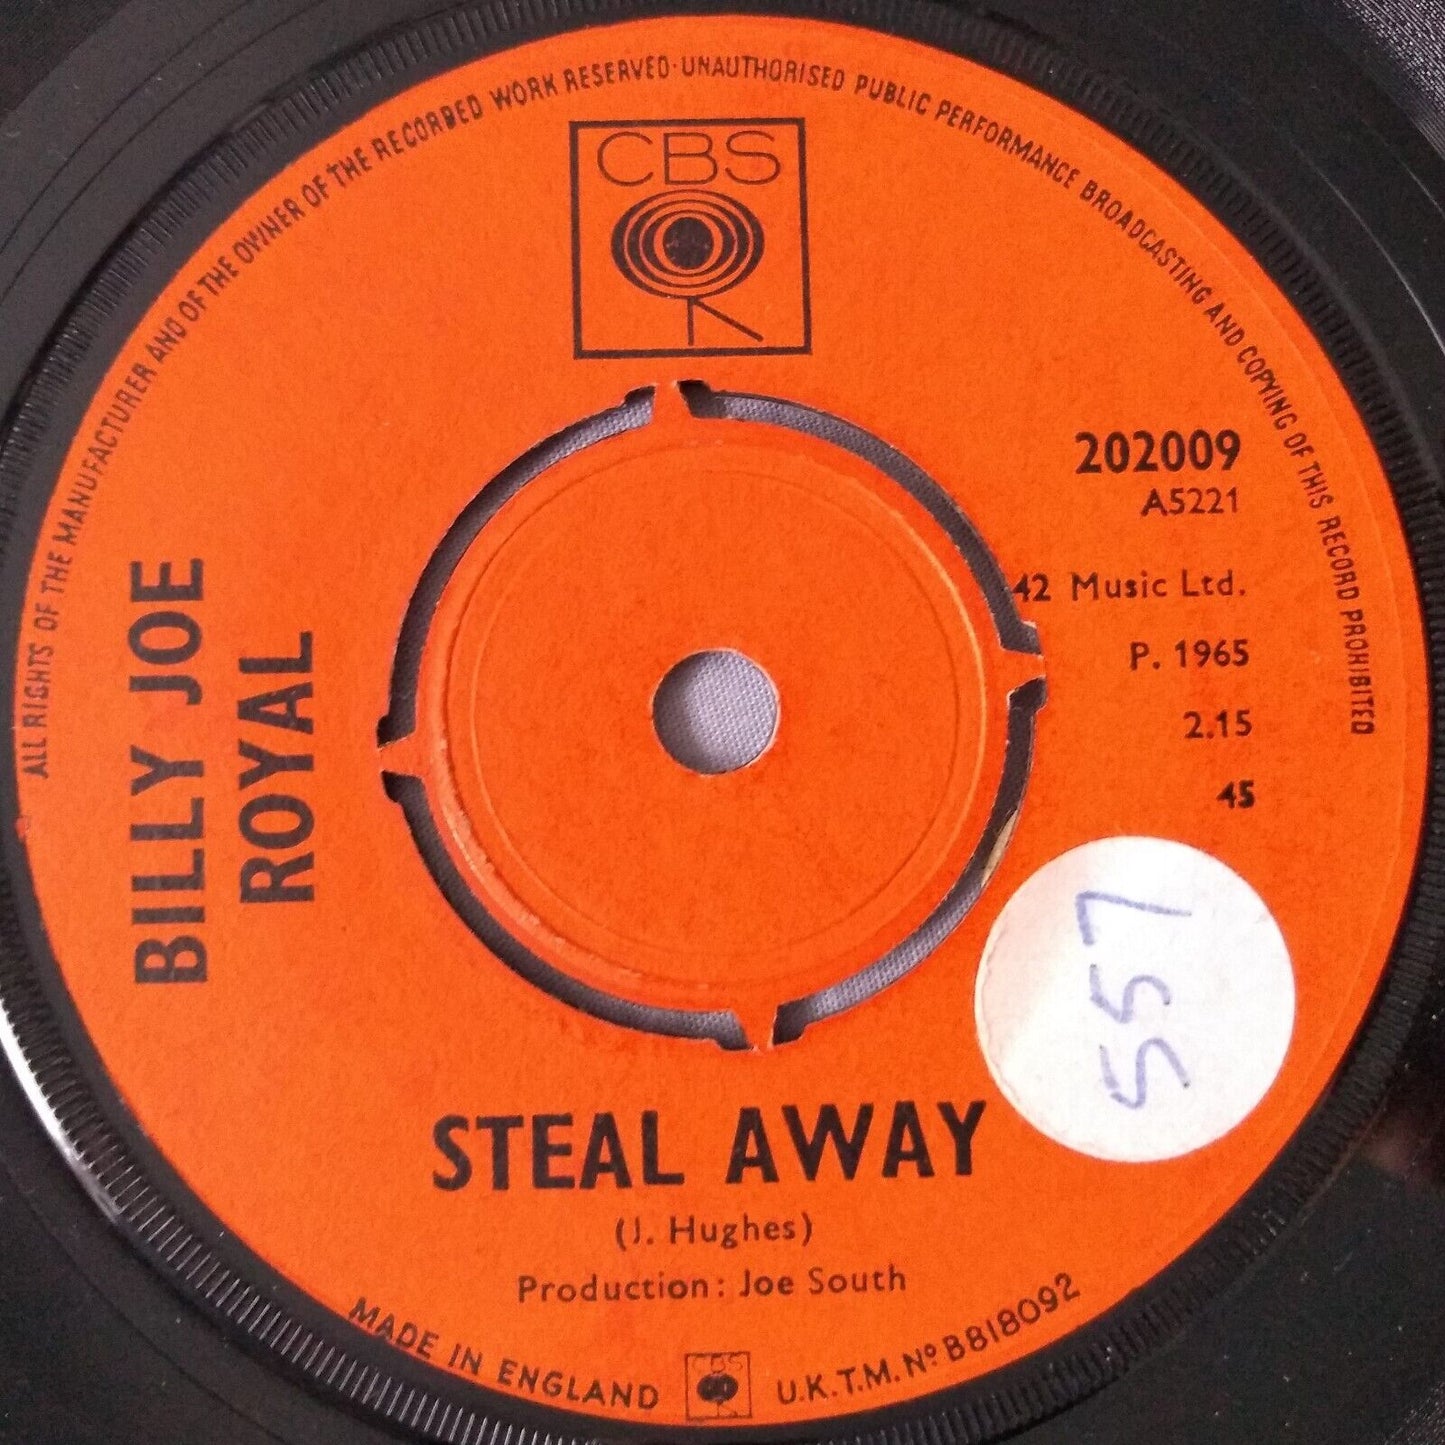 ALL RIGHTS OF THE MANUFACTURER AND OF THE OWNER OF THE RECORDED WORK RESERVED · UNAUTHORISED PUBLIC PERFORMANCE BROADCASTING AND COPYING OF THIS RECORD PROHIBITED
CBS
202009
A5221
42 Music Ltd.
P. 1965
2.15
45
BILLY JOE
ROYAL
557
STEAL AWAY
(J. Hughes)
Production: Joe South
MADE IN ENGLAND
CBS
U.K.T.M. Nº B818092